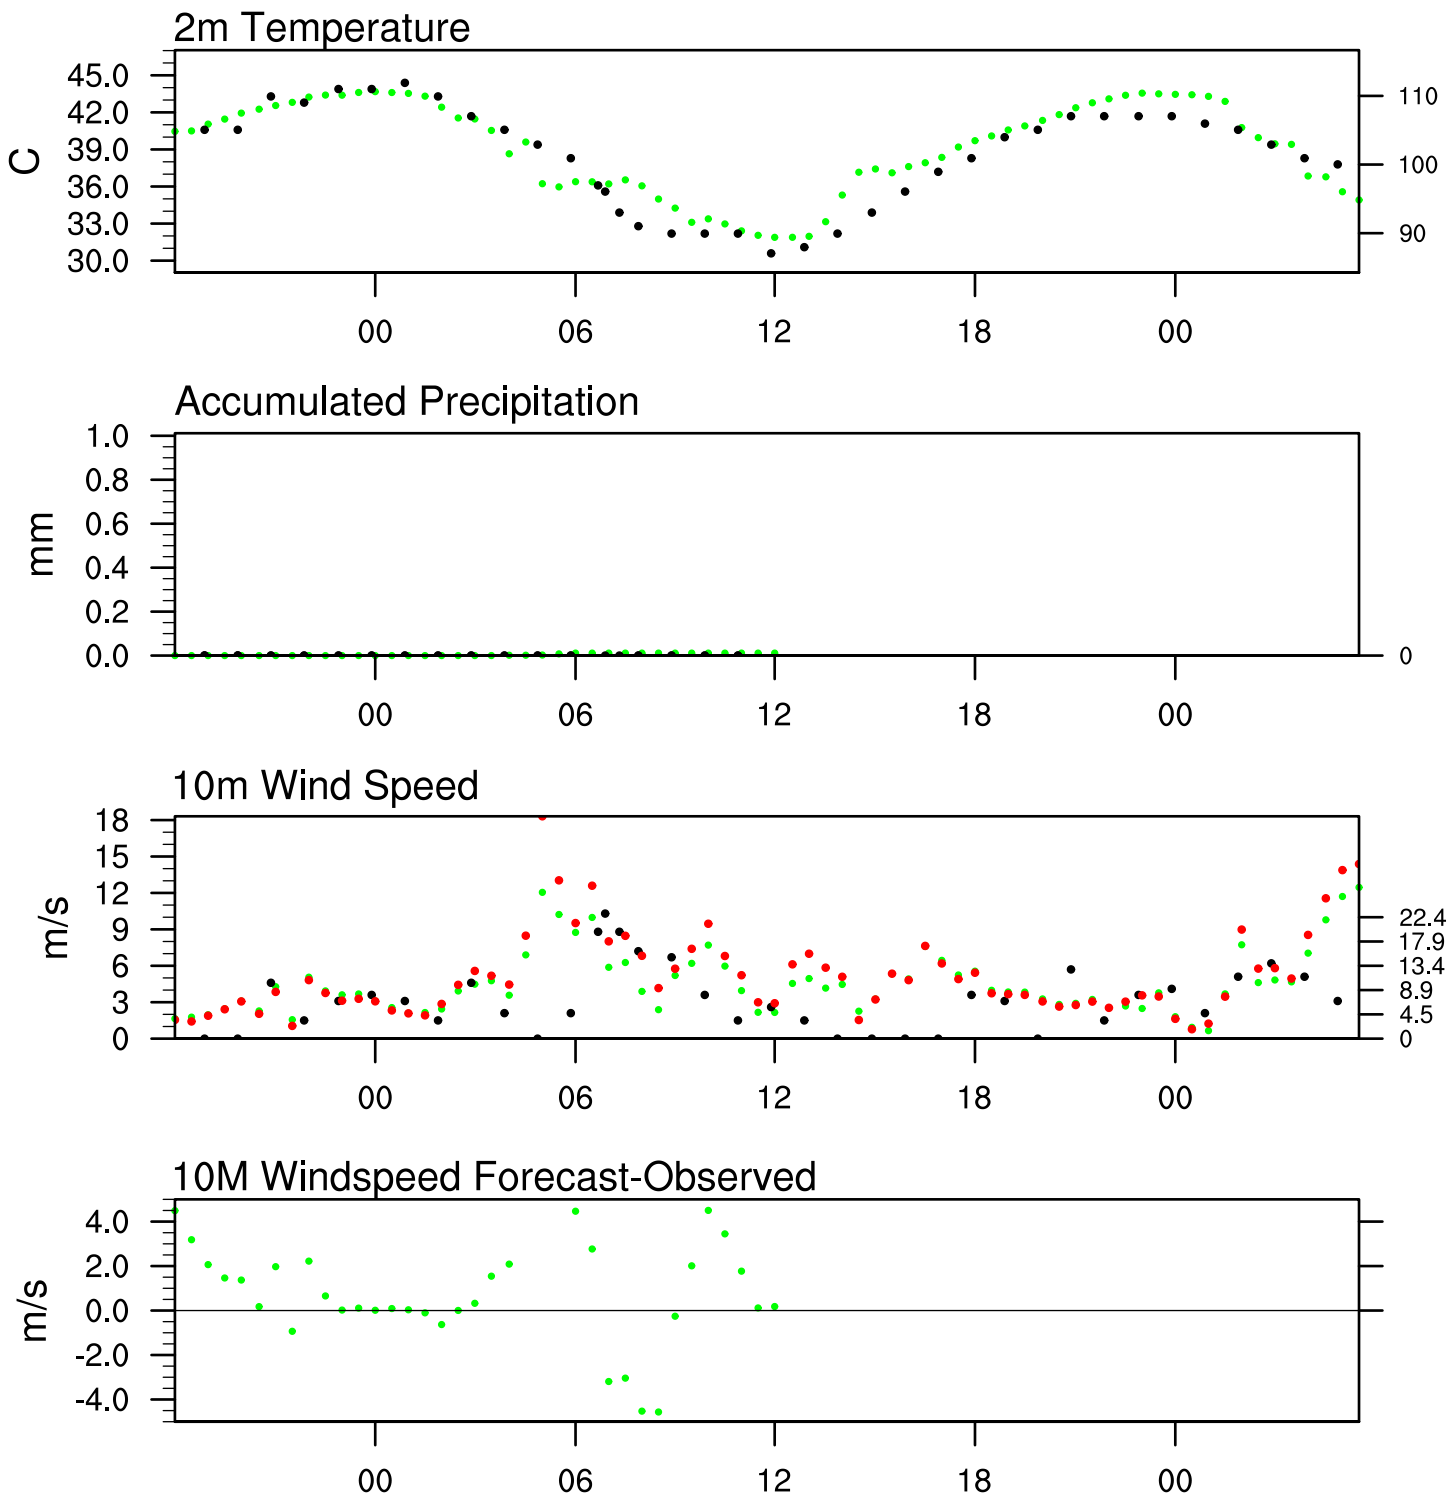 2m Temperature
45.0
42.0
39.0
36.0
33.0
30.0
C
110
100
90
00 06 12 18 00
Accumulated Precipitation
1.0
0.8
0.6
0.4
0.2
0.0
mm
0
00 06 12 18 00
10m Wind Speed
18
15
12
9
6
3
0
m/s
22.4
17.9
13.4
8.9
4.5
0
00 06 12 18 00
10M Windspeed Forecast-Observed
4.0
2.0
0.0
-2.0
-4.0
m/s
00 06 12 18 00